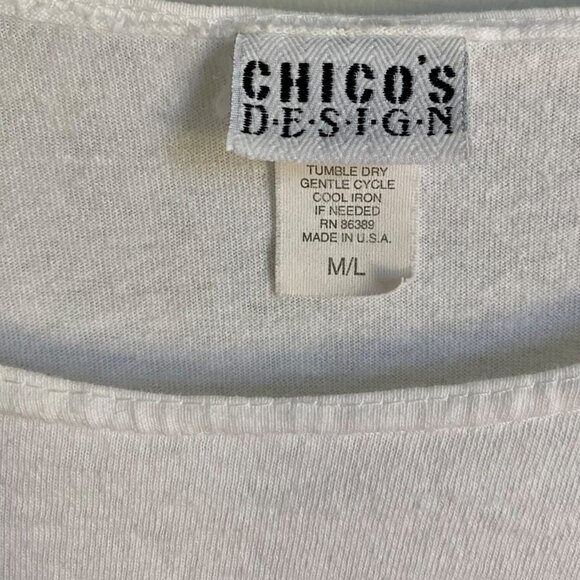 CHICO'S
D·E·S·I·G·N
TUMBLE DRY
GENTLE CYCLE
COOL IRON
IF NEEDED
RN 86389
MADE IN U.S.A.
M/L